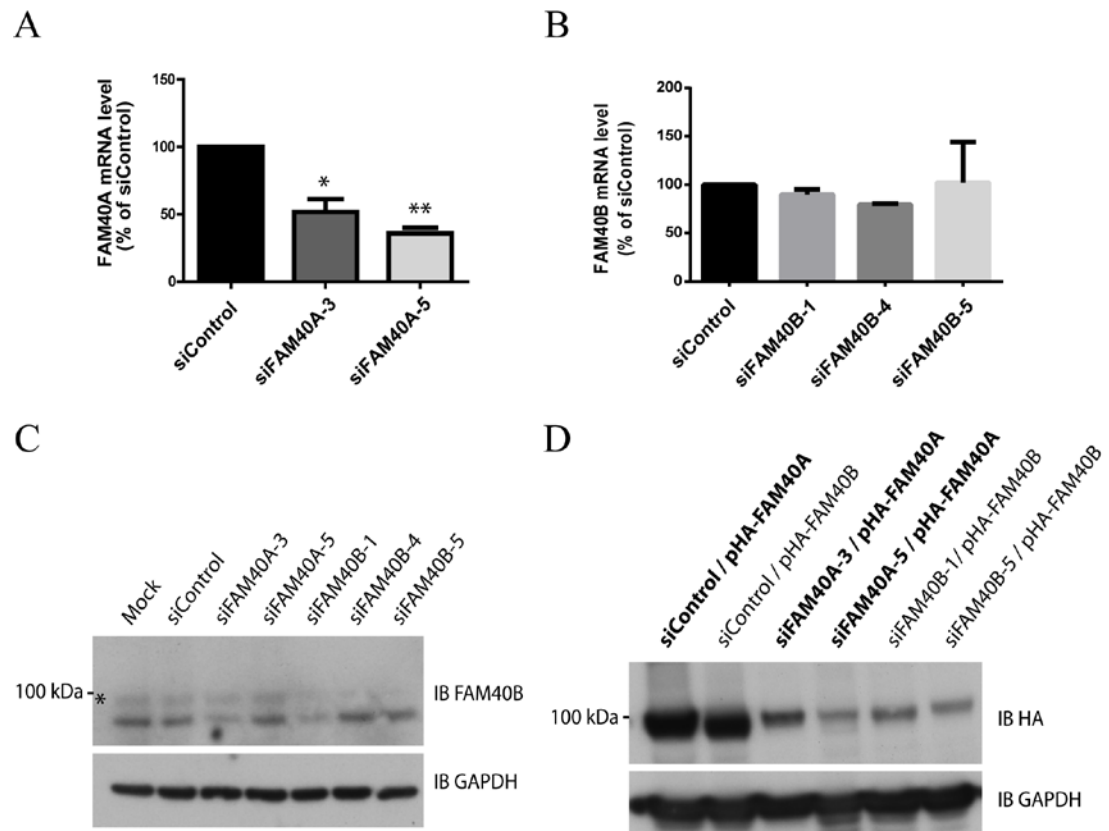 A
FAM40A mRNA level
(% of siControl)
150
100
50
0
*
**
siControl
siFAM40A-3
siFAM40A-5
B
FAM40B mRNA level
(% of siControl)
200
150
100
50
0
siControl
siFAM40B-1
siFAM40B-4
siFAM40B-5
C
Mock
siControl
siFAM40A-3
siFAM40A-5
siFAM40B-1
siFAM40B-4
siFAM40B-5
100 kDa
*
IB FAM40B
IB GAPDH
D
siControl / pHA-FAM40A
siControl / pHA-FAM40B
siFAM40A-3 / pHA-FAM40A
siFAM40A-5 / pHA-FAM40A
siFAM40B-1/ pHA-FAM40B
siFAM40B-5 / pHA-FAM40B
100 kDa
IB HA
IB GAPDH